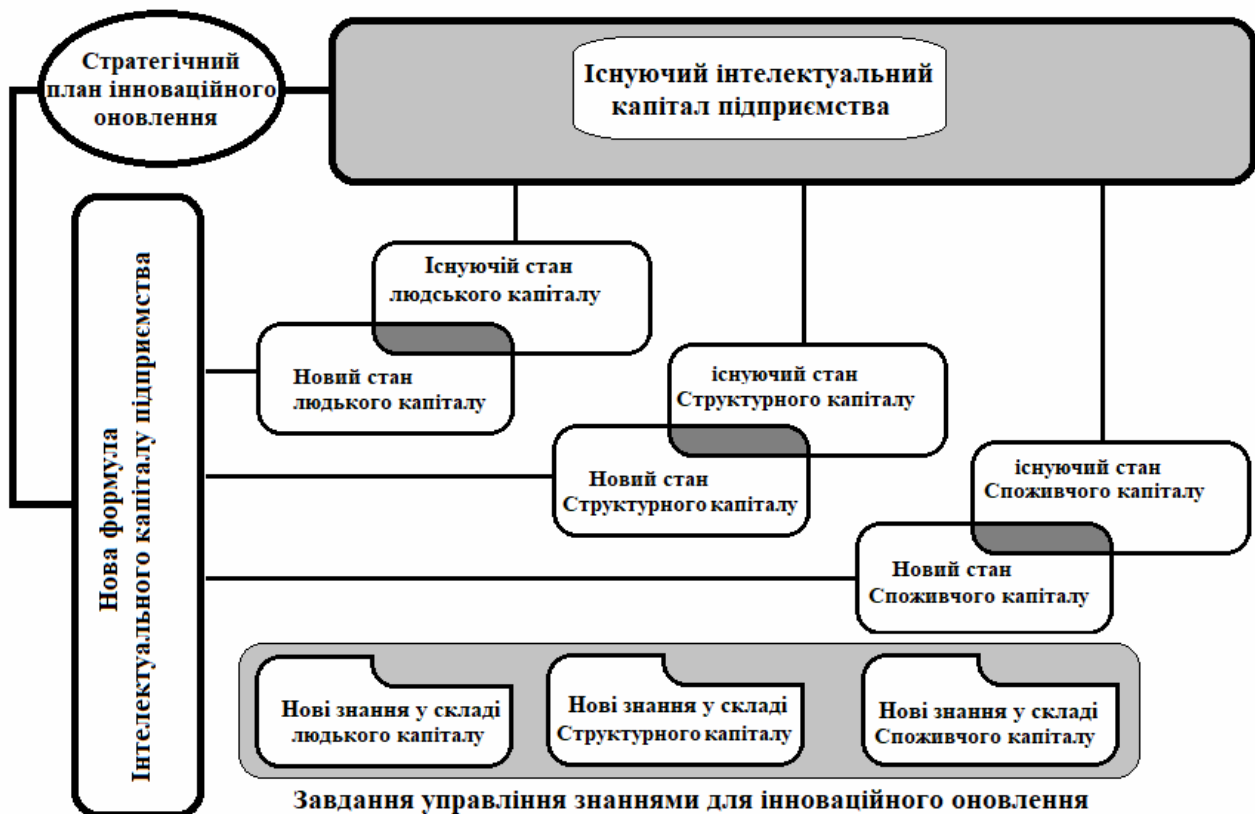 Стратегічний
план інноваційного
оновлення
Існуючий інтелектуальний
капітал підприємства
Нова формула
Інтелектуального капіталу підприємства
Існуючій стан
людського капіталу
Новий стан
людького капіталу
існуючий стан
Структурного капіталу
Новий стан
Структурного капіталу
існуючий стан
Споживчого капіталу
Новий стан
Споживчого капіталу
Нові знання у складі
людького капіталу
Нові знання у складі
Структурного капіталу
Нові знання у складі
Споживчого капіталу
Завдання управління знаннями для інноваційного оновлення